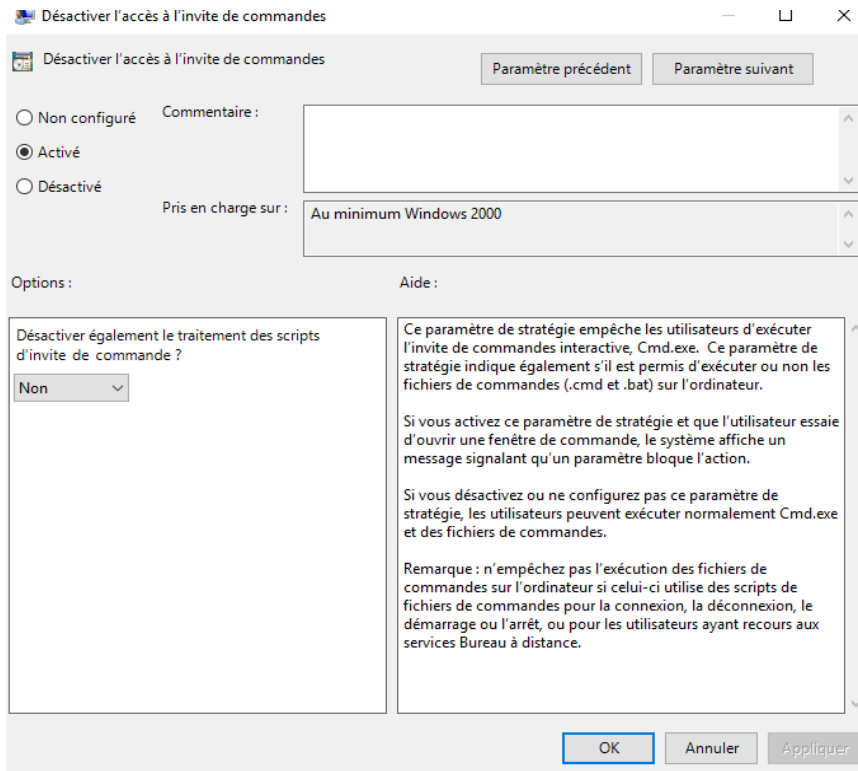 Désactiver l'accès à l'invite de commandes
Désactiver l'accès à l'invite de commandes
Paramètre précédent
Paramètre suivant
Non configuré
Commentaire :
Activé
Désactivé
Pris en charge sur :
Au minimum Windows 2000
Options :
Aide :
Désactiver également le traitement des scripts
d'invite de commande ?
Non
Ce paramètre de stratégie empêche les utilisateurs d'exécuter
l'invite de commandes interactive, Cmd.exe. Ce paramètre de
stratégie indique également s'il est permis d'exécuter ou non les
fichiers de commandes (.cmd et .bat) sur l'ordinateur.
Si vous activez ce paramètre de stratégie et que l'utilisateur essaie
d'ouvrir une fenêtre de commande, le système affiche un
message signalant qu'un paramètre bloque l'action.
Si vous désactivez ou ne configurez pas ce paramètre de
stratégie, les utilisateurs peuvent exécuter normalement Cmd.exe
et des fichiers de commandes.
Remarque : n'empêchez pas l'exécution des fichiers de
commandes sur l'ordinateur si celui-ci utilise des scripts de
fichiers de commandes pour la connexion, la déconnexion, le
démarrage ou l'arrêt, ou pour les utilisateurs ayant recours aux
services Bureau à distance.
OK
Annuler
Appliquer